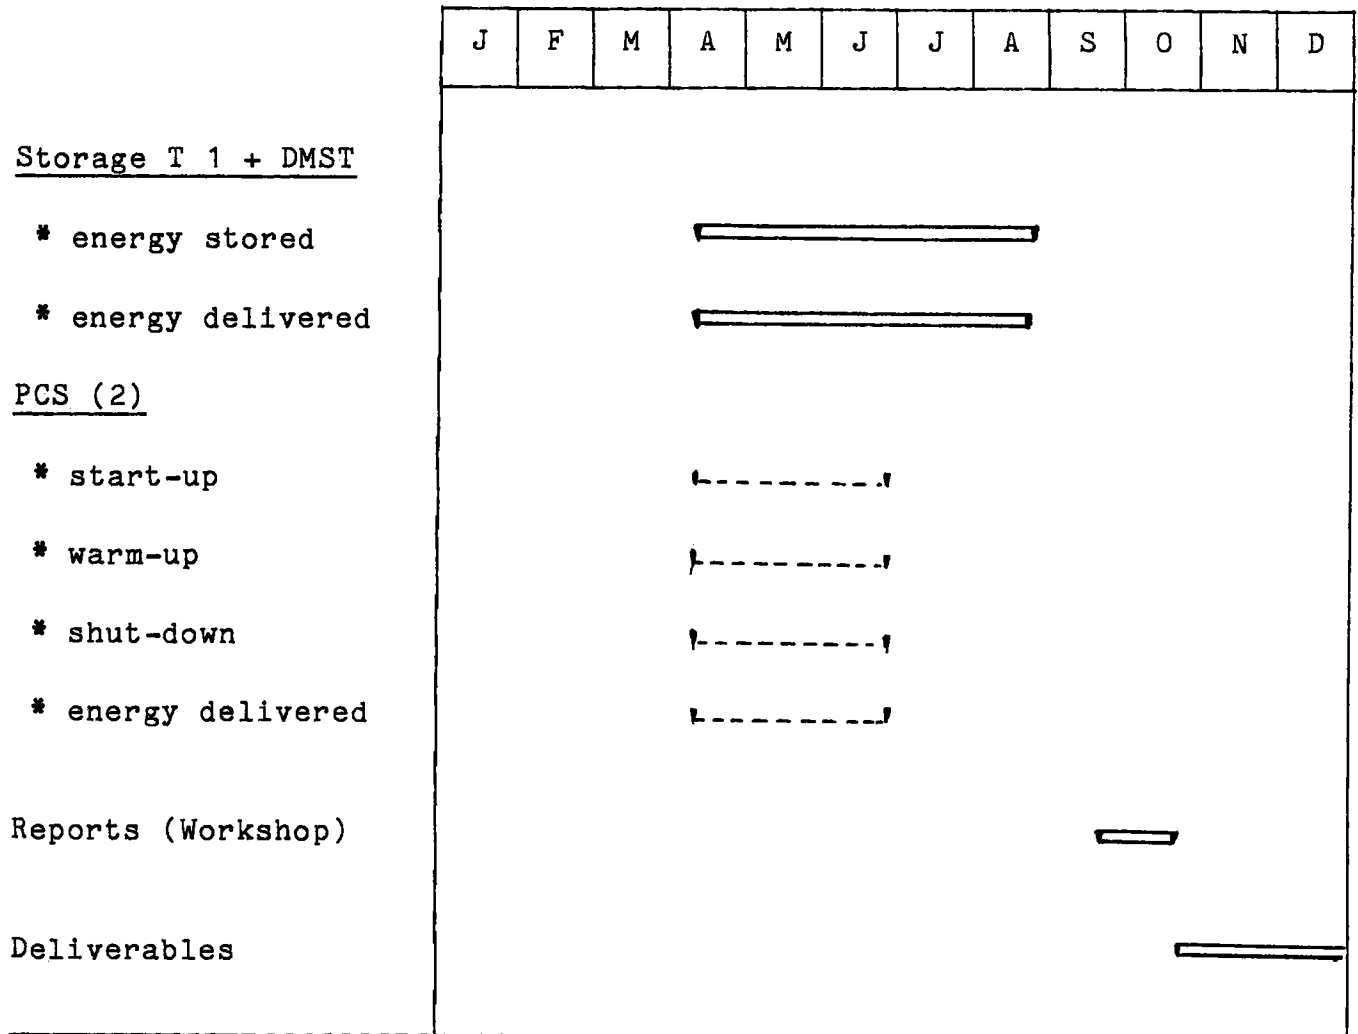 J F M A M J J A S O N D
Storage T 1 + DMST
* energy stored
* energy delivered
PCS (2)
* start-up
* warm-up
* shut-down
* energy delivered
Reports (Workshop)
Deliverables